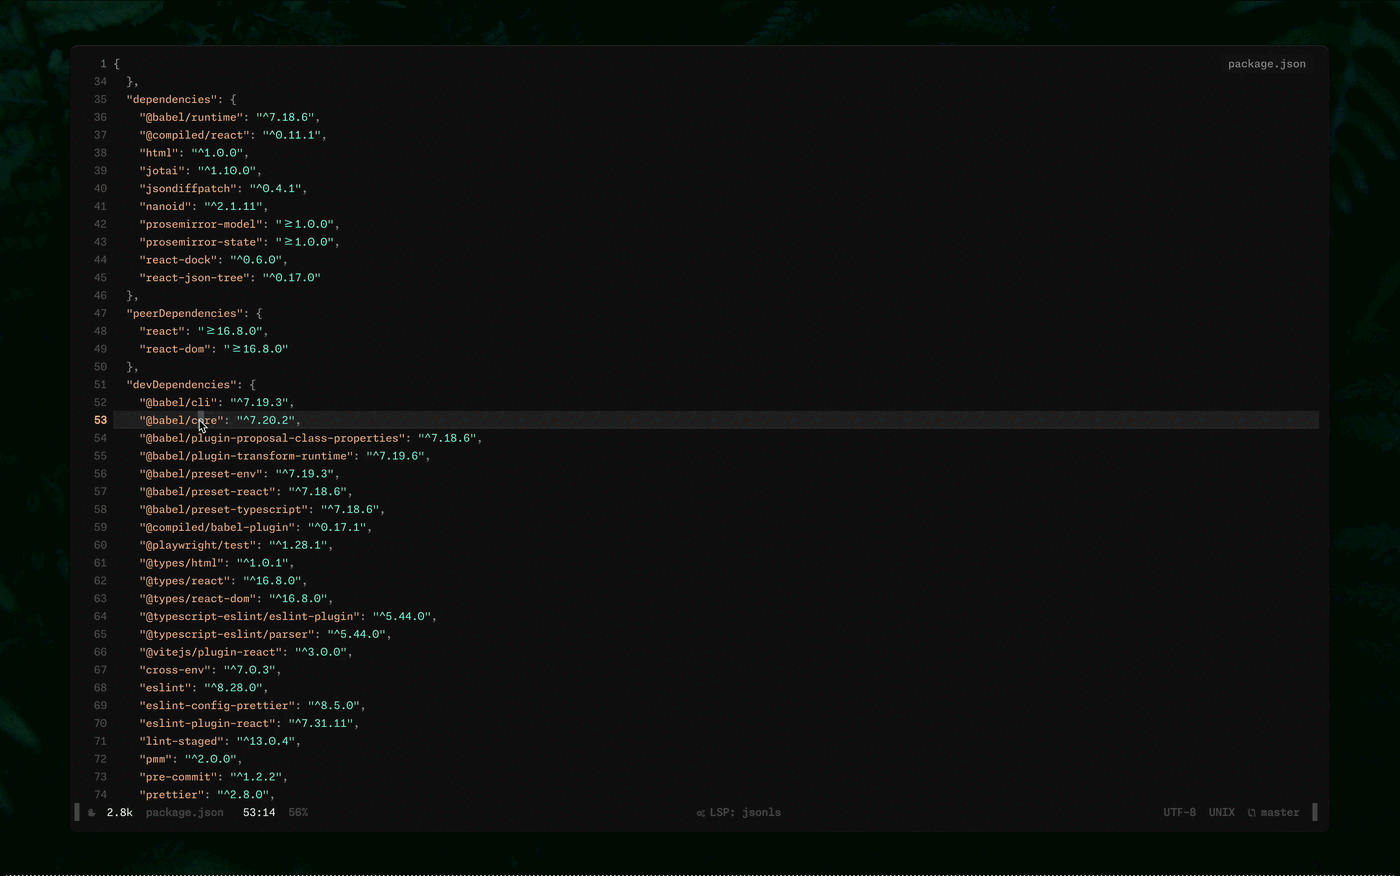 package.json
1 {
34 },
35 "dependencies": {
36 "@babel/runtime": "^7.18.6",
37 "@compiled/react": "^0.11.1",
38 "html": "^1.0.0",
39 "jotai": "^1.10.0",
40 "jsondiffpatch": "^0.4.1",
41 "nanoid": "^2.1.11",
42 "prosemirror-model": "≥1.0.0",
43 "prosemirror-state": "≥1.0.0",
44 "react-dock": "^0.6.0",
45 "react-json-tree": "^0.17.0"
46 },
47 "peerDependencies": {
48 "react": "≥16.8.0",
49 "react-dom": "≥16.8.0"
50 },
51 "devDependencies": {
52 "@babel/cli": "^7.19.3",
53 "@babel/core": "^7.20.2",
54 "@babel/plugin-proposal-class-properties": "^7.18.6",
55 "@babel/plugin-transform-runtime": "^7.19.6",
56 "@babel/preset-env": "^7.19.3",
57 "@babel/preset-react": "^7.18.6",
58 "@babel/preset-typescript": "^7.18.6",
59 "@compiled/babel-plugin": "^0.17.1",
60 "@playwright/test": "^1.28.1",
61 "@types/html": "^1.0.1",
62 "@types/react": "^16.8.0",
63 "@types/react-dom": "^16.8.0",
64 "@typescript-eslint/eslint-plugin": "^5.44.0",
65 "@typescript-eslint/parser": "^5.44.0",
66 "@vitejs/plugin-react": "^3.0.0",
67 "cross-env": "^7.0.3",
68 "eslint": "^8.28.0",
69 "eslint-config-prettier": "^8.5.0",
70 "eslint-plugin-react": "^7.31.11",
71 "lint-staged": "^13.0.4",
72 "pmm": "^2.0.0",
73 "pre-commit": "^1.2.2",
74 "prettier": "^2.8.0",
2.8k package.json 53:14 56% LSP: jsonls UTF-8 UNIX master